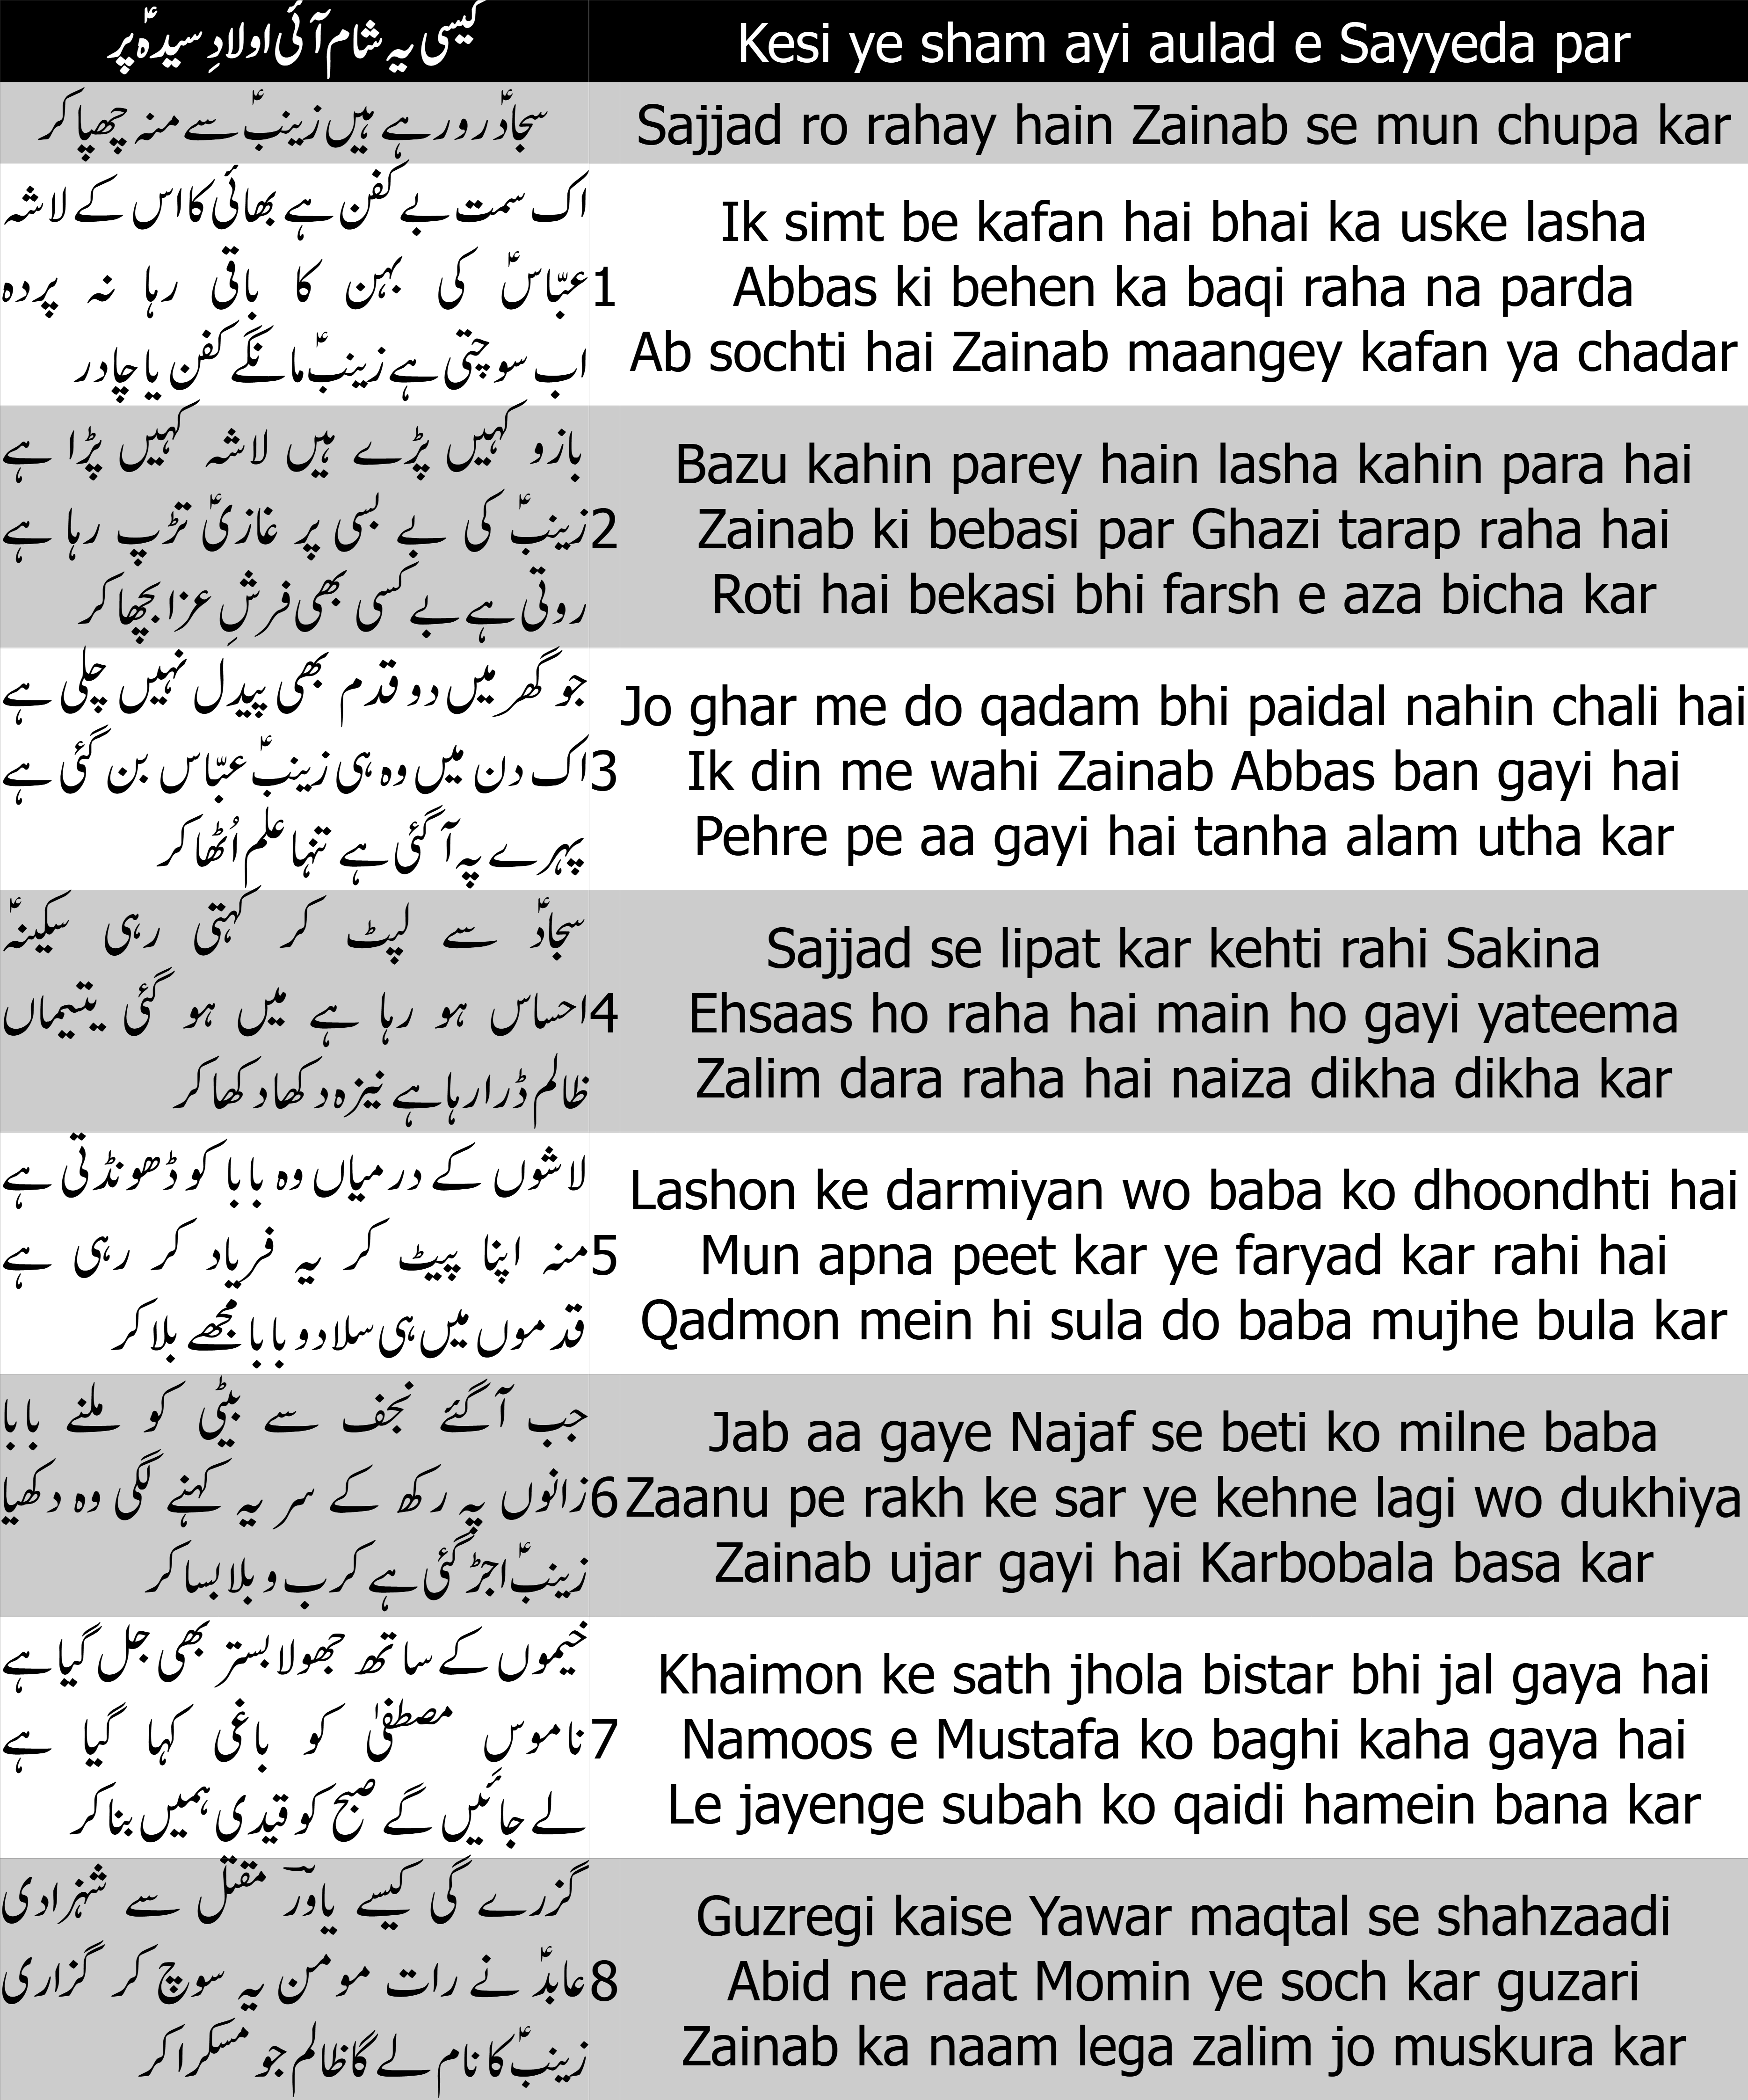 کیسی یہ شام آئی اولادِ سیدہؑ پر
Kesi ye sham ayi aulad e Sayyeda par
سجادؑ رو رہے ہیں زینبؑ سے منہ چھپا کر
Sajjad ro rahay hain Zainab se mun chupa kar
اک سمت بے کفن ہے بھائی کا اس کے لاشہ
عبّاسؑ کی بہن کا باقی رہا نہ پردہ
اب سوچتی ہے زینبؑ مانگے کفن یا چادر
1
Ik simt be kafan hai bhai ka uske lasha
Abbas ki behen ka baqi raha na parda
Ab sochti hai Zainab maangey kafan ya chadar
بازو کہیں پڑے ہیں لاشہ کہیں پڑا ہے
زینبؑ کی بے بسی پر غازیؑ تڑپ رہا ہے
روتی ہے بے کسی بھی فرشِ عزا بچھا کر
2
Bazu kahin parey hain lasha kahin para hai
Zainab ki bebasi par Ghazi tarap raha hai
Roti hai bekasi bhi farsh e aza bicha kar
جو گھر میں دو قدم بھی پیدل نہیں چلی ہے
اک دن میں وہ ہی زینبؑ عبّاس بن گئی ہے
پہرے پہ آ گئی ہے تنہا علم اُٹھا کر
3
Jo ghar me do qadam bhi paidal nahin chali hai
Ik din me wahi Zainab Abbas ban gayi hai
Pehre pe aa gayi hai tanha alam utha kar
سجادؑ سے لپٹ کر کہتی رہی سکینہؑ
احساس ہو رہا ہے میں ہو گئی یتیماں
ظالم ڈرا رہا ہے نیزہ دکھا دکھا کر
4
Sajjad se lipat kar kehti rahi Sakina
Ehsaas ho raha hai main ho gayi yateema
Zalim dara raha hai naiza dikha dikha kar
لاشوں کے درمیاں وہ بابا کو ڈھونڈتی ہے
منہ اپنا پیٹ کر یہ فریاد کر رہی ہے
قدموں میں ہی سلا دو بابا مجھے بلا کر
5
Lashon ke darmiyan wo baba ko dhoondhti hai
Mun apna peet kar ye faryad kar rahi hai
Qadmon mein hi sula do baba mujhe bula kar
جب آ گئے نجف سے بیٹی کو ملنے بابا
زانوں پہ رکھ کے سر یہ کہنے لگی وہ دکھیا
زینبؑ اجڑ گئی ہے کرب و بلا بسا کر
6
Jab aa gaye Najaf se beti ko milne baba
Zaanu pe rakh ke sar ye kehne lagi wo dukhiya
Zainab ujar gayi hai Karbobala basa kar
خیموں کے ساتھ جھولا بستر بھی جل گیا ہے
ناموسِ مصطفیٰ کو باغی کہا گیا ہے
لے جائیں گے صبح کو قیدی ہمیں بنا کر
7
Khaimon ke sath jhola bistar bhi jal gaya hai
Namoos e Mustafa ko baghi kaha gaya hai
Le jayenge subah ko qaidi hamein bana kar
گزرے گی کیسے یاورؔ مقتل سے شہزادی
عابدؑ نے رات مومن یہ سوچ کر گزاری
زینبؑ کا نام لے گا ظالم جو مسکرا کر
8
Guzregi kaise Yawar maqtal se shahzaadi
Abid ne raat Momin ye soch kar guzari
Zainab ka naam lega zalim jo muskura kar